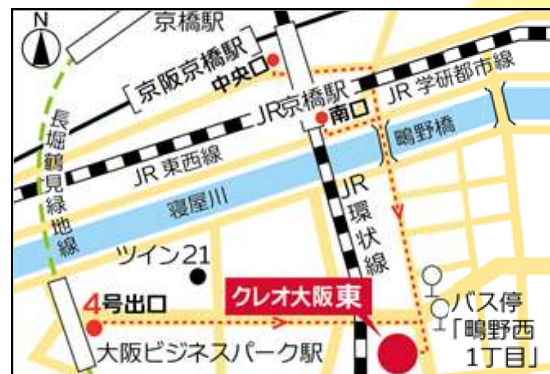 N
京橋駅
京阪京橋駅
中央口
JR京橋駅
南口
JR 学研都市線
鴫野橋
長堀鶴見緑地線
JR 東西線
寝屋川
JR環状線
ツイン21
クレオ大阪東
4号出口
大阪ビジネスパーク駅
バス停
「鴫野西
1丁目」